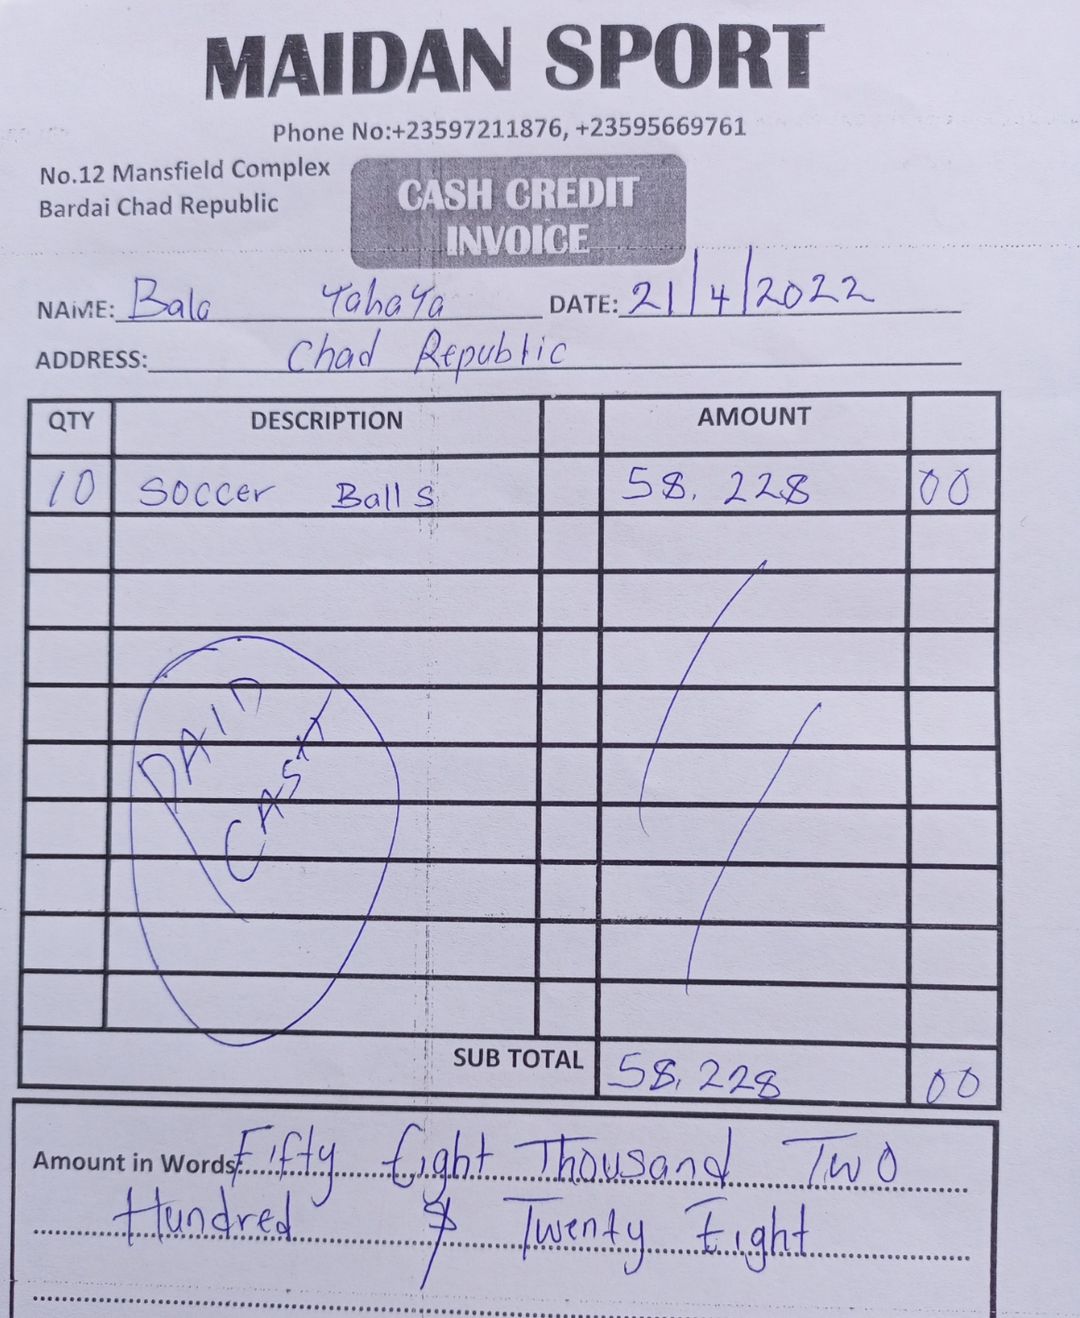 MAIDAN SPORT
Phone No:+23597211876, +23595669761
No.12 Mansfield Complex
Bardai Chad Republic
CASH CREDIT
INVOICE
NAME: Bala Yahaya DATE: 21/4/2022
ADDRESS: Chad Republic
QTY DESCRIPTION AMOUNT
10 Soccer Balls 58.228 00
PAID
CASH
SUB TOTAL 58,228 00
Amount in Words: Fifty Eight Thousand Two
Hundred & Twenty Eight